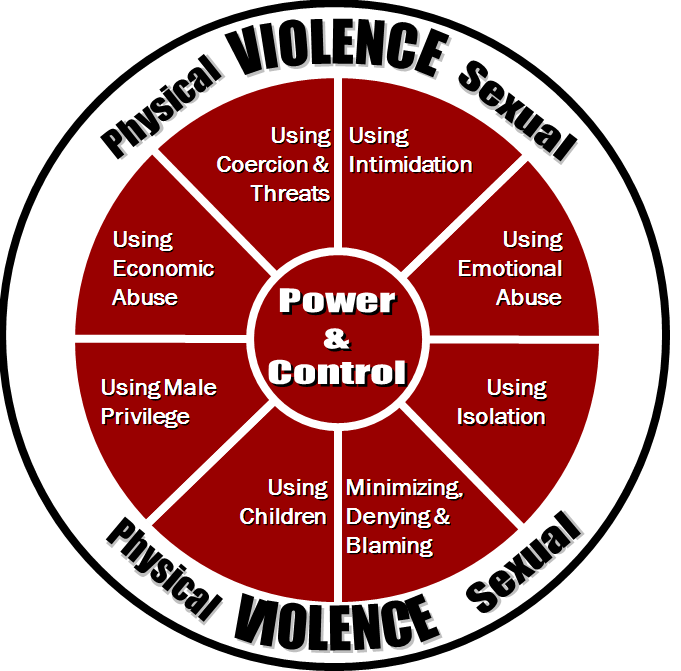 Physical VIOLENCE Sexual
Using
Coercion &
Threats
Using
Intimidation
Using
Emotional
Abuse
Using
Isolation
Minimizing,
Denying &
Blaming
Using
Children
Using Male
Privilege
Using
Economic
Abuse
Power
&
Control
Physical VIOLENCE Sexual